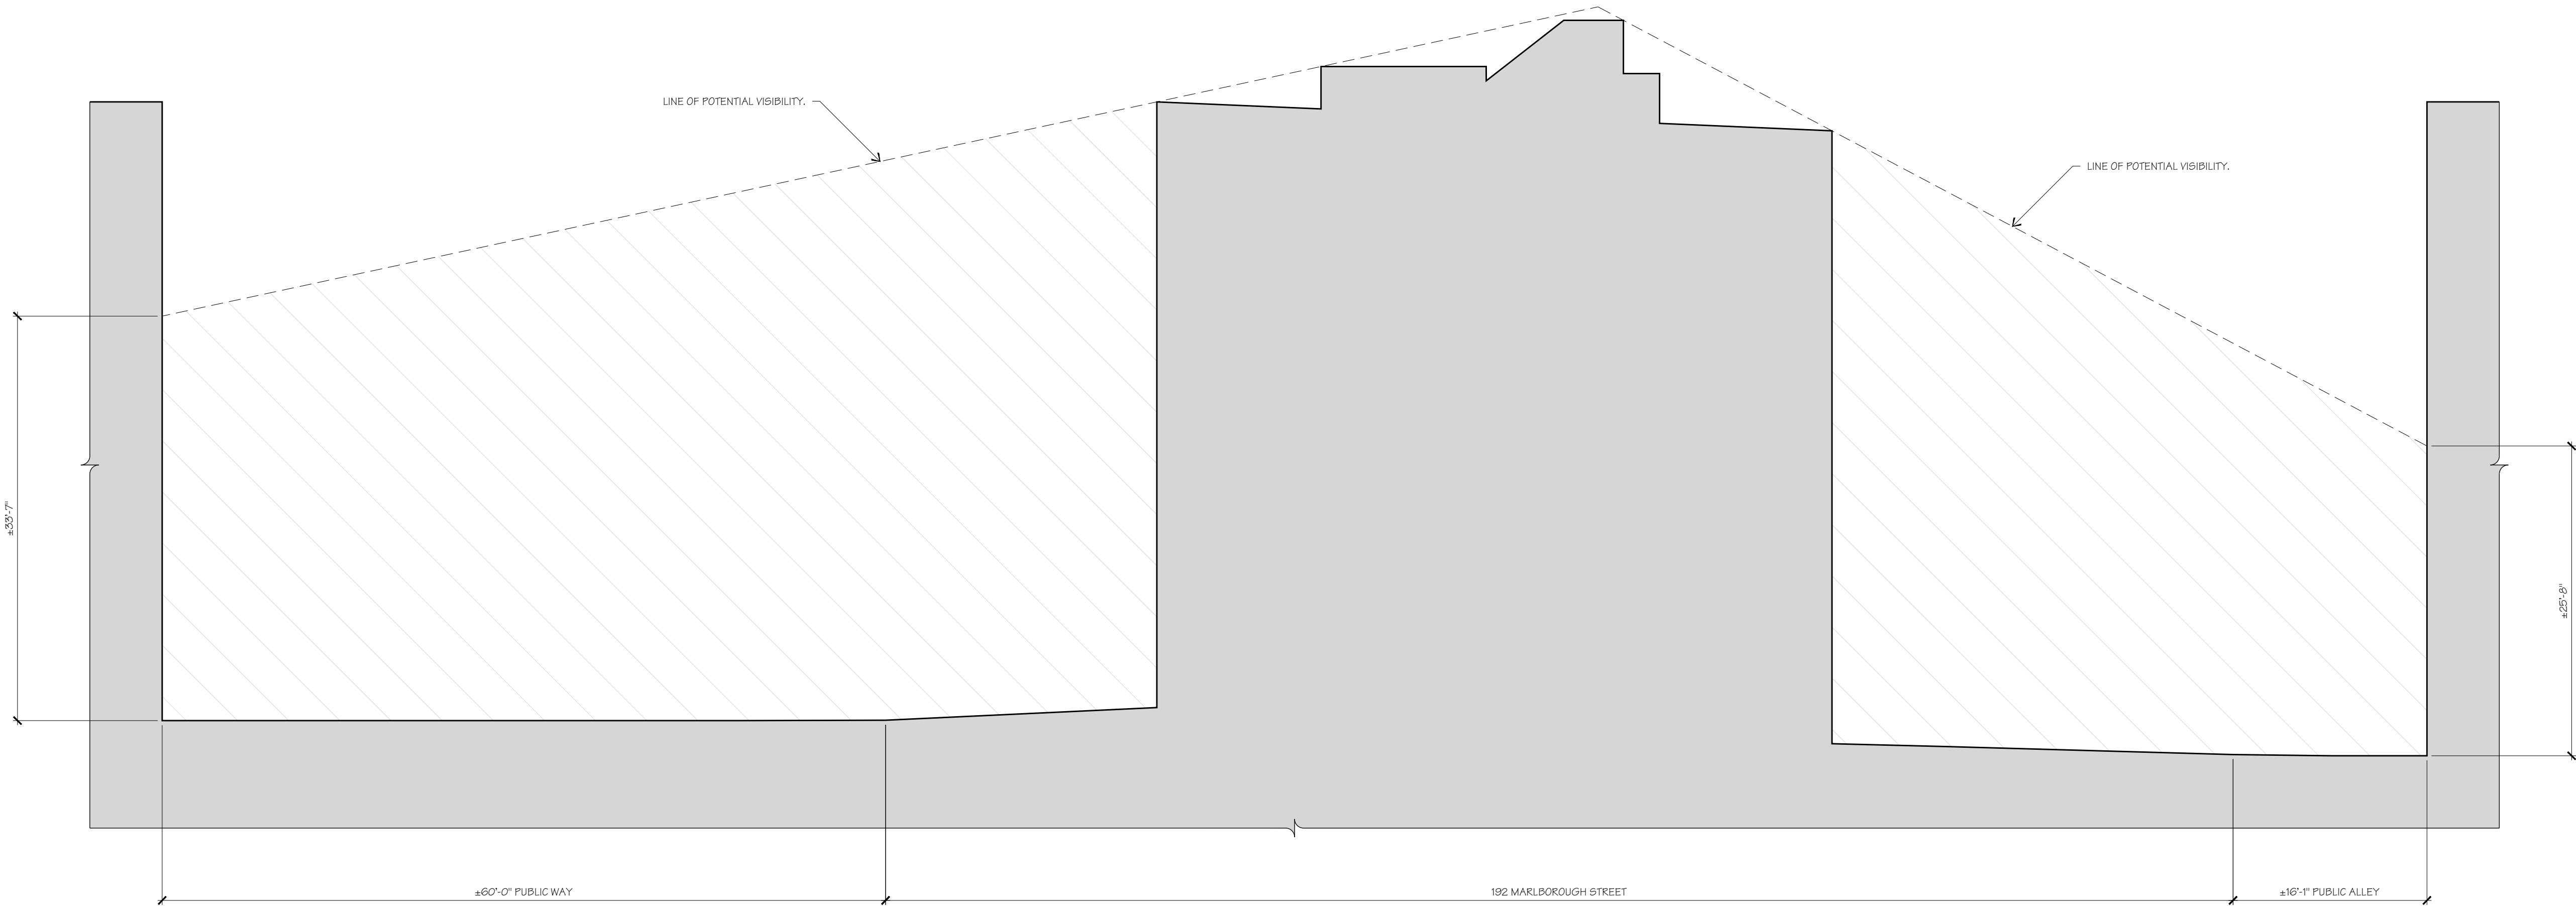 LINE OF POTENTIAL VISIBILITY.
LINE OF POTENTIAL VISIBILITY.
±33'-7"
±25'-8"
±60'-0" PUBLIC WAY
192 MARLBOROUGH STREET
±16'-1" PUBLIC ALLEY